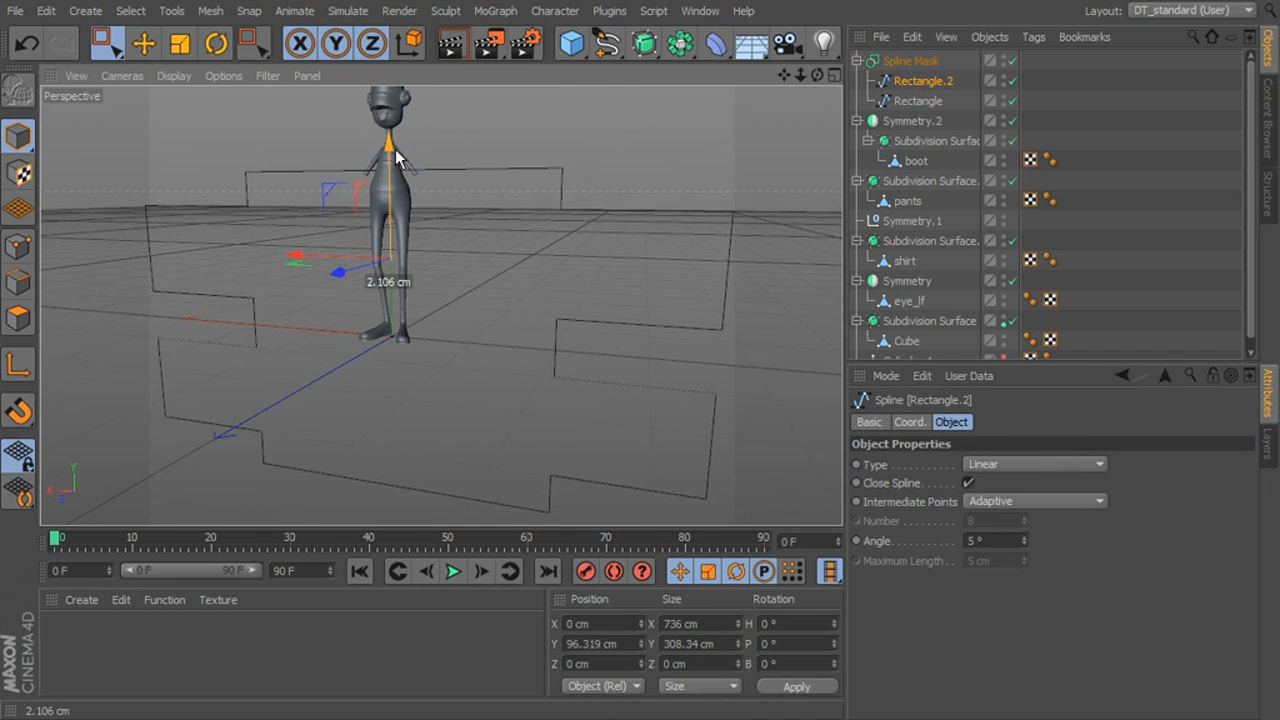 File Edit Create Select Tools Mesh Snap Animate Simulate Render Sculpt MoGraph Character Plugins Script Window Help Layout: DT_standard (User)
X Y Z File Edit View Objects Tags Bookmarks
View Cameras Display Options Filter Panel
Perspective
Spline Mask
Rectangle.2
Rectangle
Symmetry.2
Subdivision Surfac
boot
Subdivision Surface.
pants
Symmetry.1
Subdivision Surface.
shirt
Symmetry
eye_lf
Subdivision Surface
Cube
Objects
Content Browser
Structure
2.106 cm
Y
X
Z
Mode Edit User Data
Spline [Rectangle.2]
Basic Coord. Object
Object Properties
Type Linear
Close Spline
Intermediate Points Adaptive
Number 8
Angle 5 °
Maximum Length 5 cm
Attributes
Layers
0 10 20 30 40 50 60 70 80 90 0 F
0 F 0 F 90 F 90 F P
Create Edit Function Texture
Position Size Rotation
X 0 cm X 736 cm H 0 °
Y 96.319 cm Y 308.34 cm P 0 °
Z 0 cm Z 0 cm B 0 °
Object (Rel) Size Apply
MAXON CINEMA 4D
2.106 cm